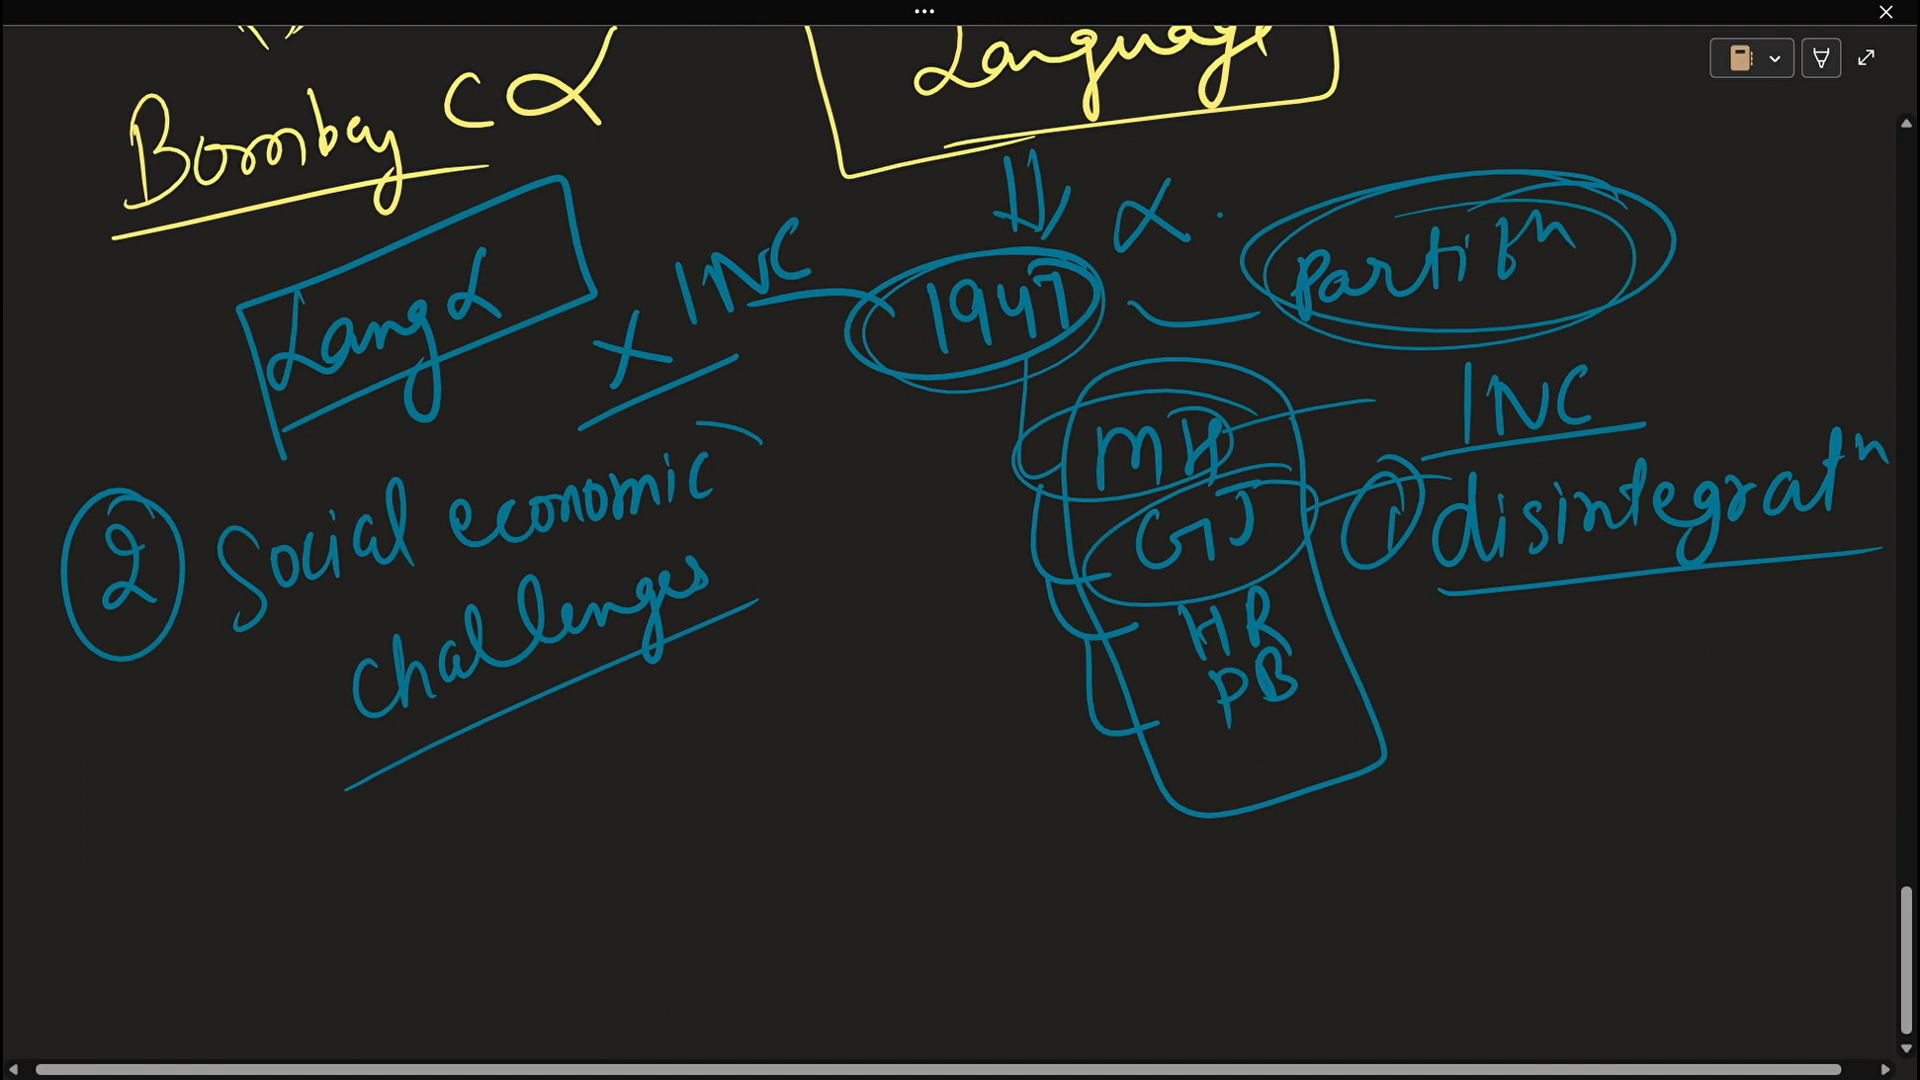 Language
Bombay
1947
Partitn
Lang
X INC
MH
INC
GJ
① disintegratn
② Social economic
challenges
HR
PB